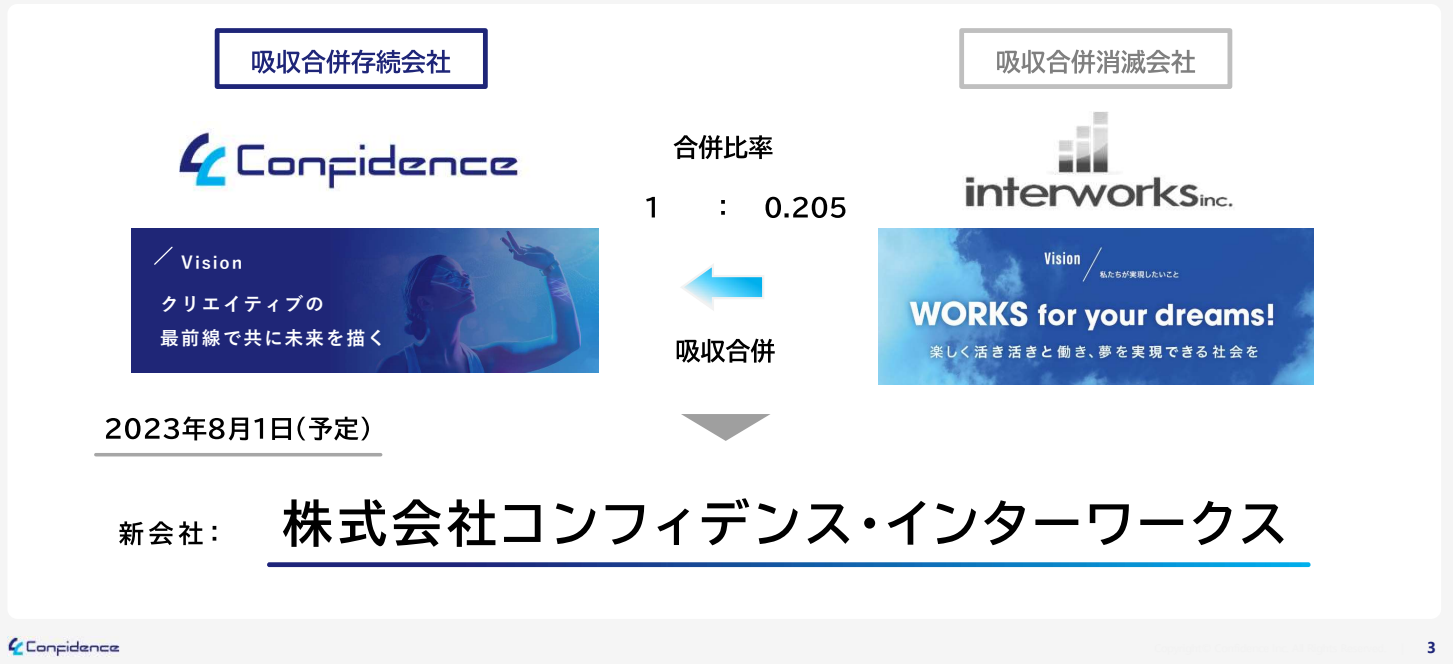 吸収合併存続会社
吸収合併消滅会社
Confidence
合併比率
interworks inc.
1 : 0.205
Vision
クリエイティブの
最前線で共に未来を描く
Vision
私たちが実現したいこと
WORKS for your dreams!
楽しく活き活きと働き、夢を実現できる社会を
吸収合併
2023年8月1日(予定)
新会社:
株式会社コンフィデンス・インターワークス
Confidence
3